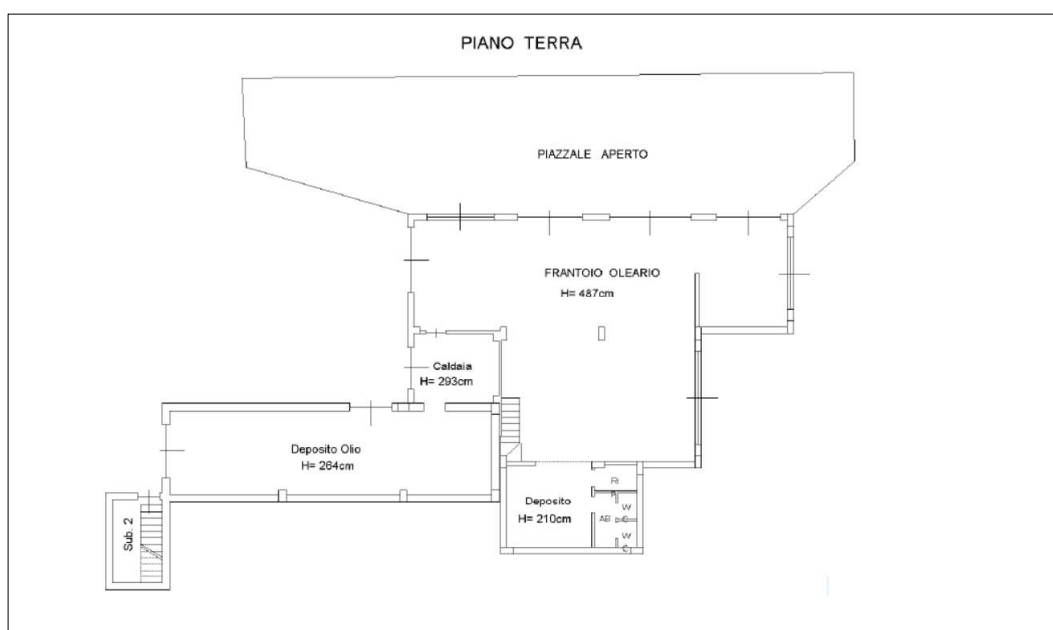 PIANO TERRA
PIAZZALE APERTO
FRANTOIO OLEARIO
H= 487cm
Caldaia
H= 293cm
Deposito Olio
H= 264cm
Deposito
H= 210cm
Ri
P.
AB
W
C
W
C
Sub. 2